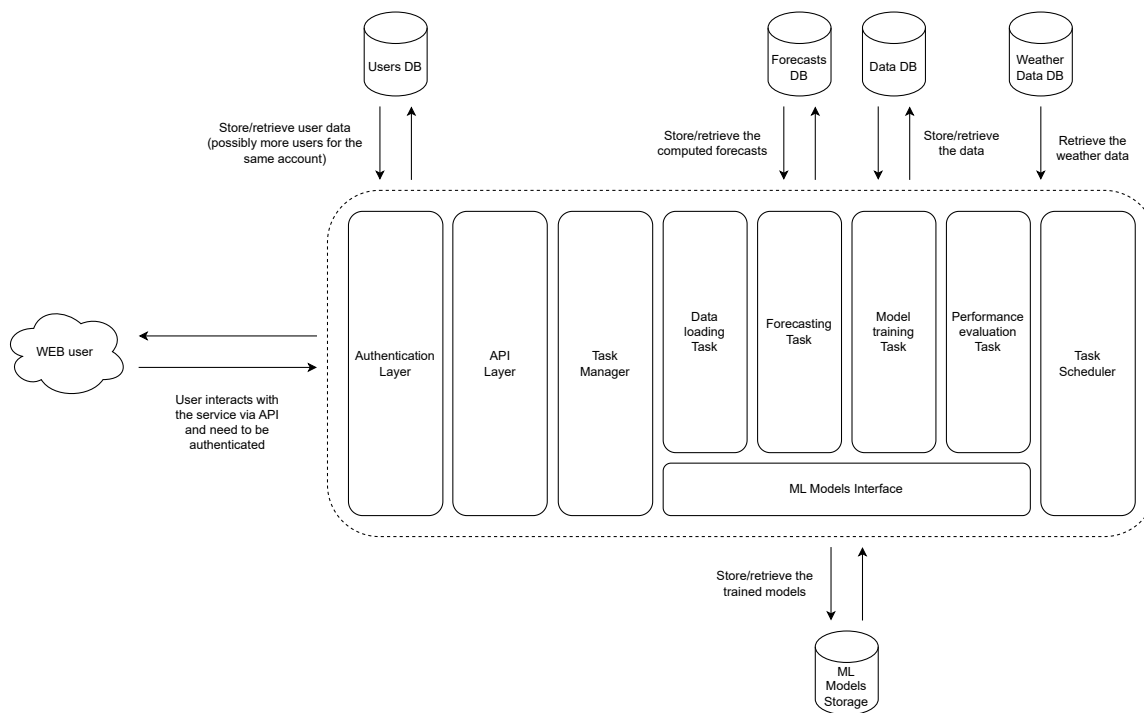 Users DB
Forecasts
DB
Data DB
Weather
Data DB
Store/retrieve user data
(possibly more users for the
same account)
Store/retrieve the
computed forecasts
Store/retrieve
the data
Retrieve the
weather data
WEB user
User interacts with
the service via API
and need to be
authenticated
Authentication
Layer
API
Layer
Task
Manager
Data
loading
Task
Forecasting
Task
Model
training
Task
Performance
evaluation
Task
Task
Scheduler
ML Models Interface
Store/retrieve the
trained models
ML
Models
Storage